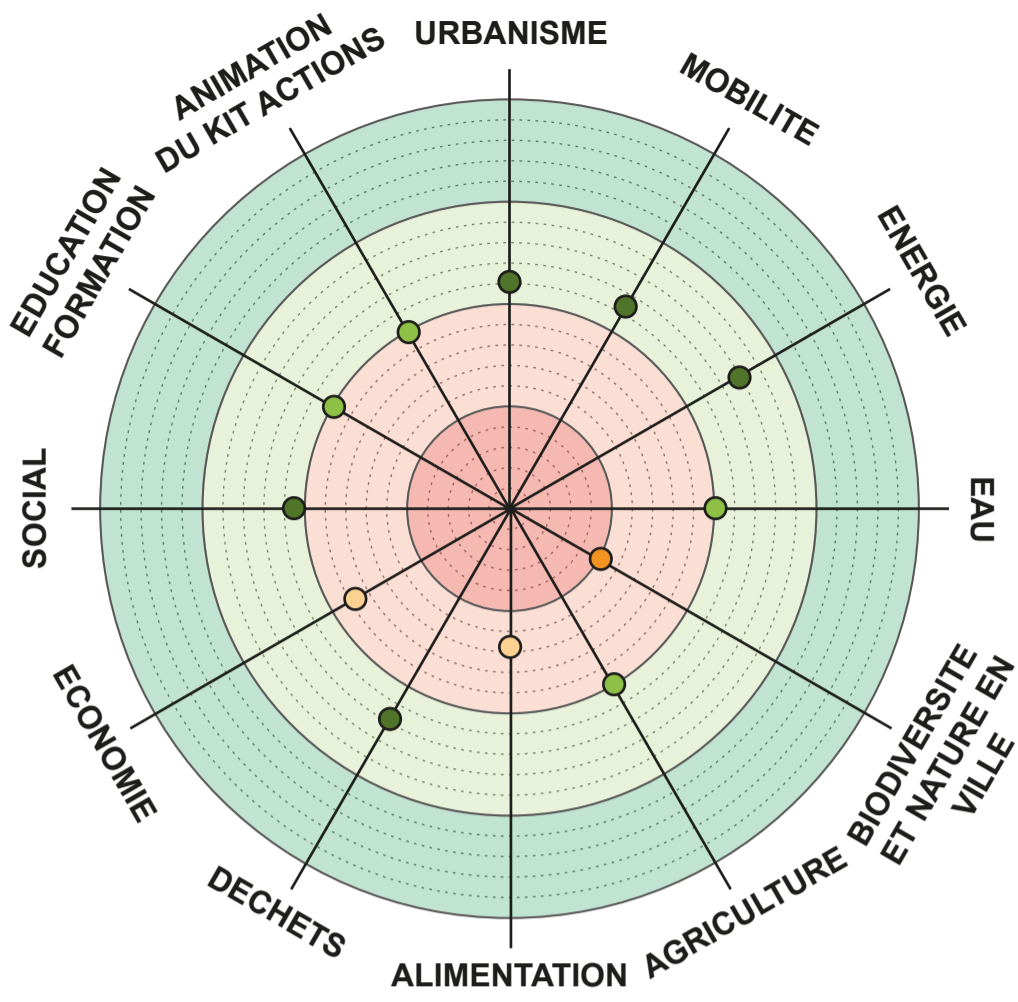 URBANISME
MOBILITE
ENERGIE
EAU
BIODIVERSITE
ET NATURE EN
VILLE
AGRICULTURE
ALIMENTATION
DECHETS
ECONOMIE
SOCIAL
EDUCATION
FORMATION
ANIMATION
DU KIT ACTIONS